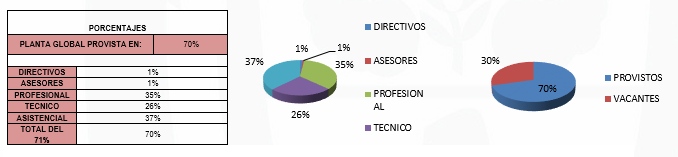 PORCENTAJES
PLANTA GLOBAL PROVISTA EN: 70%
DIRECTIVOS 1%
ASESORES 1%
PROFESIONAL 35%
TECNICO 26%
ASISTENCIAL 37%
TOTAL DEL 70%
71%
1% 1%
37% 35%
26%
DIRECTIVOS
ASESORES
PROFESION
AL
TECNICO
30%
70%
PROVISTOS
VACANTES